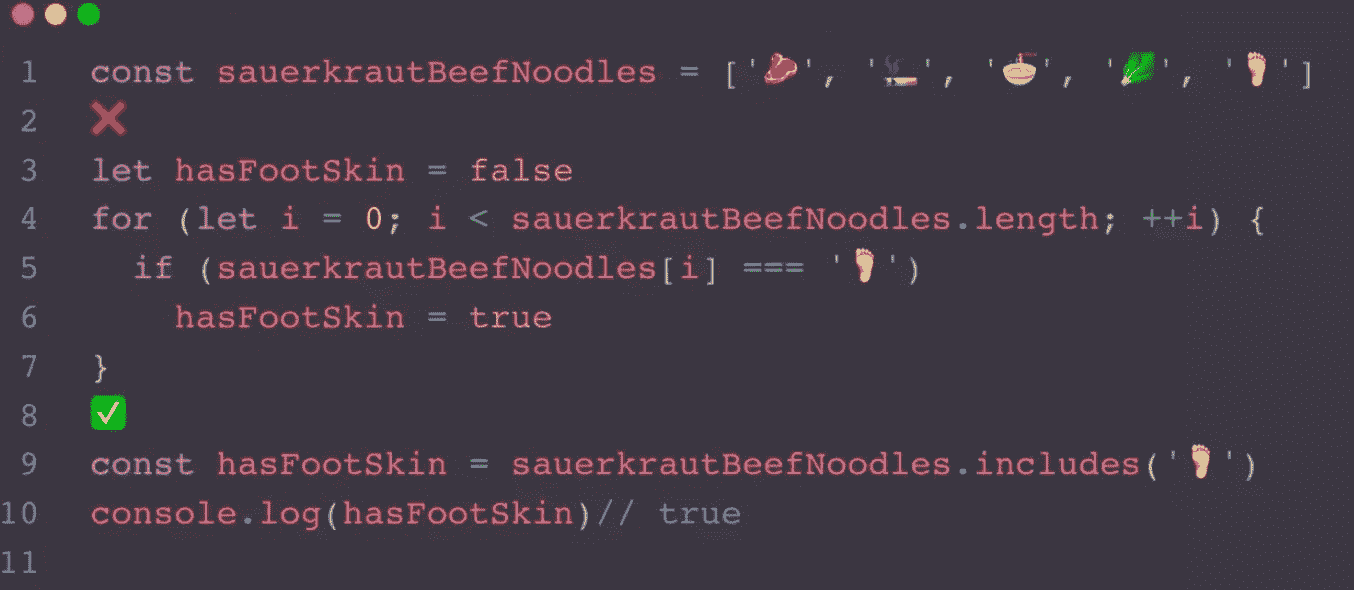 1 const sauerkrautBeefNoodles = ['🥩', '🚬', '🍜', '🥬', '🦶']
2 ❌
3 let hasFootSkin = false
4 for (let i = 0; i < sauerkrautBeefNoodles.length; ++i) {
5   if (sauerkrautBeefNoodles[i] === '🦶')
6     hasFootSkin = true
7 }
8 ✅
9 const hasFootSkin = sauerkrautBeefNoodles.includes('🦶')
10 console.log(hasFootSkin)// true
11